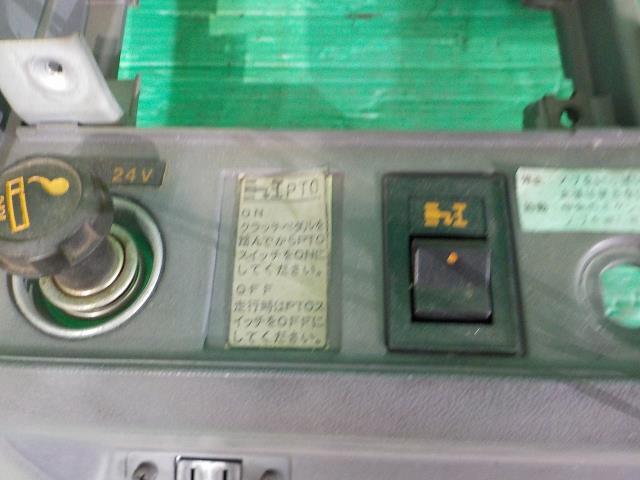 24V
PTO
ON
クラッチペダルを
踏んでからPTO
スイッチをONに
してください。
OFF
走行時はPTOス
イッチをOFFに
してください。